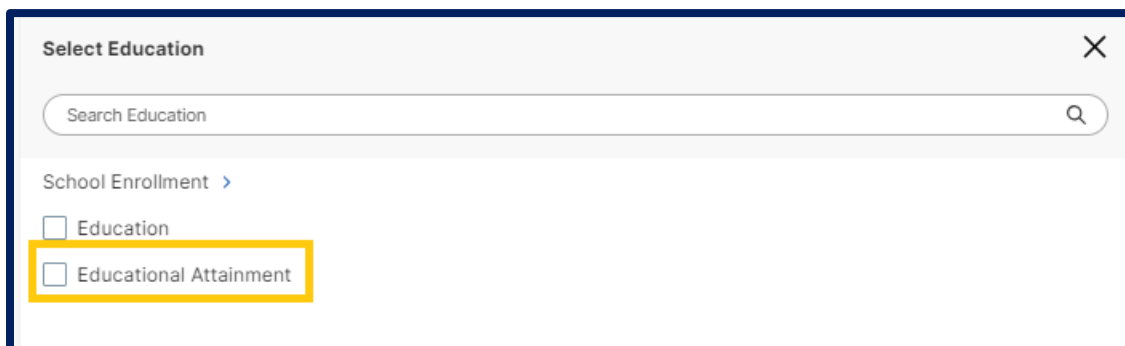 Select Education
Search Education
School Enrollment
Education
Educational Attainment